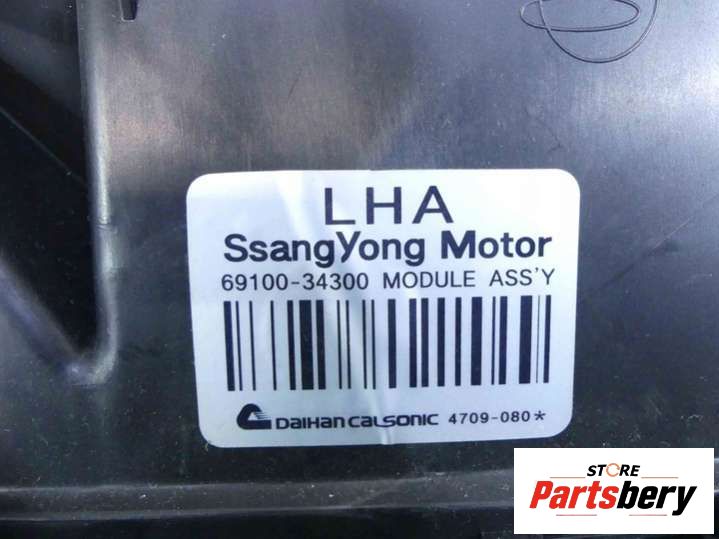 LHA
SsangYong Motor
69100-34300 MODULE ASS'Y
DAIHAN CALSONIC 4709-080*
STORE
Partsbery